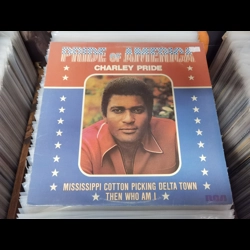 PRIDE OF AMERICA
CHARLEY PRIDE
MISSISSIPPI COTTON PICKING DELTA TOWN
THEN WHO AM I
RCA